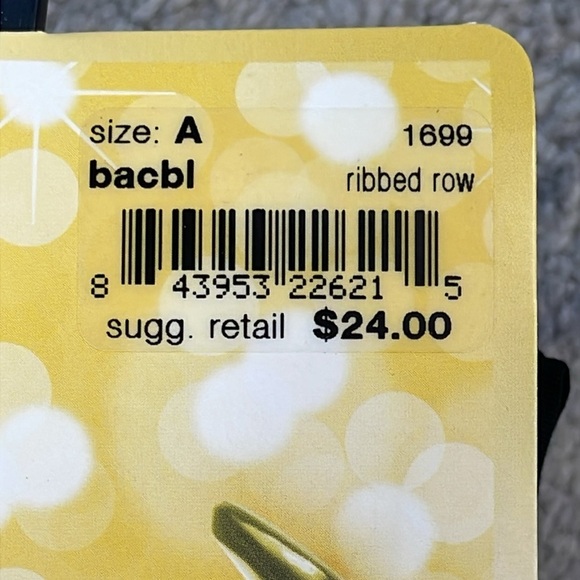 size: A 1699
bacbl ribbed row
8 43953 22621 5
sugg. retail $24.00